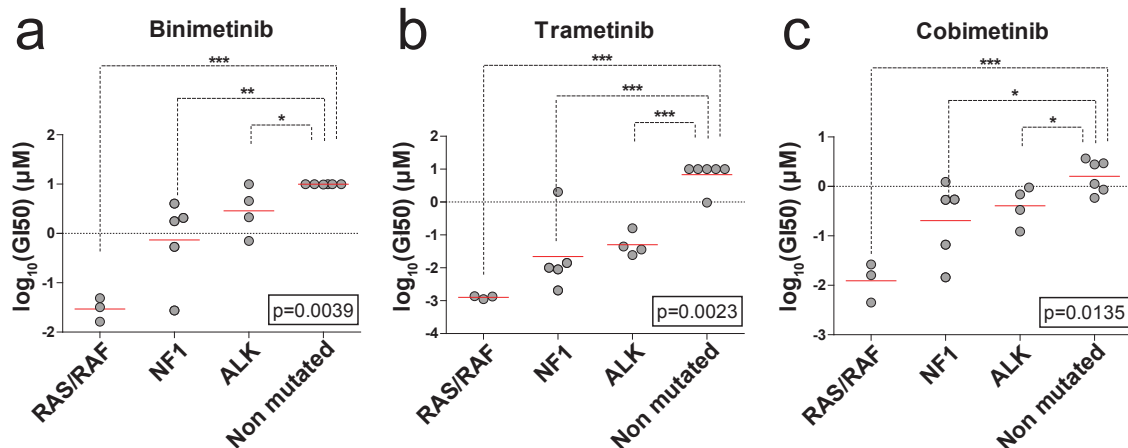 a
Binimetinib
***
**
*
log10(GI50) (µM)
2
1
0
-1
-2
p=0.0039
RAS/RAF
NF1
ALK
Non mutated
b
Trametinib
***
***
***
log10(GI50) (µM)
2
1
0
-1
-2
-3
-4
p=0.0023
RAS/RAF
NF1
ALK
Non mutated
c
Cobimetinib
***
*
*
log10(GI50) (µM)
1
0
-1
-2
-3
p=0.0135
RAS/RAF
NF1
ALK
Non mutated